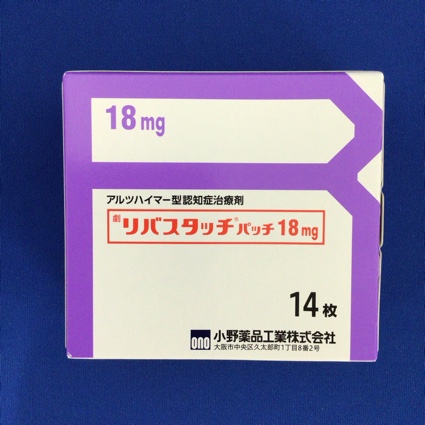 18mg
アルツハイマー型認知症治療剤
劇 リバスタッチ®パッチ18mg
14枚
ono 小野薬品工業株式会社
大阪市中央区久太郎町1丁目8番2号